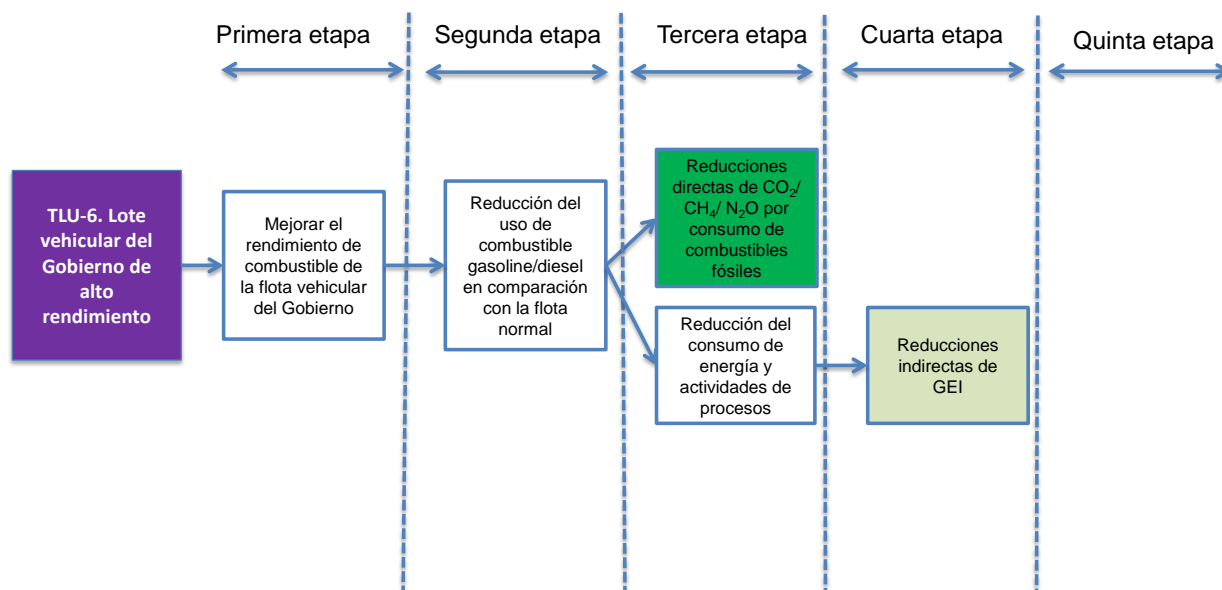 Primera etapa
Segunda etapa
Tercera etapa
Cuarta etapa
Quinta etapa
TLU-6. Lote
vehicular del
Gobierno de
alto
rendimiento
Mejorar el
rendimiento de
combustible de
la flota vehicular
del Gobierno
Reducción del
uso de
combustible
gasoline/diesel
en comparación
con la flota
normal
Reducciones
directas de CO₂/
CH₄/ N₂O por
consumo de
combustibles
fósiles
Reducción del
consumo de
energía y
actividades de
procesos
Reducciones
indirectas de
GEI